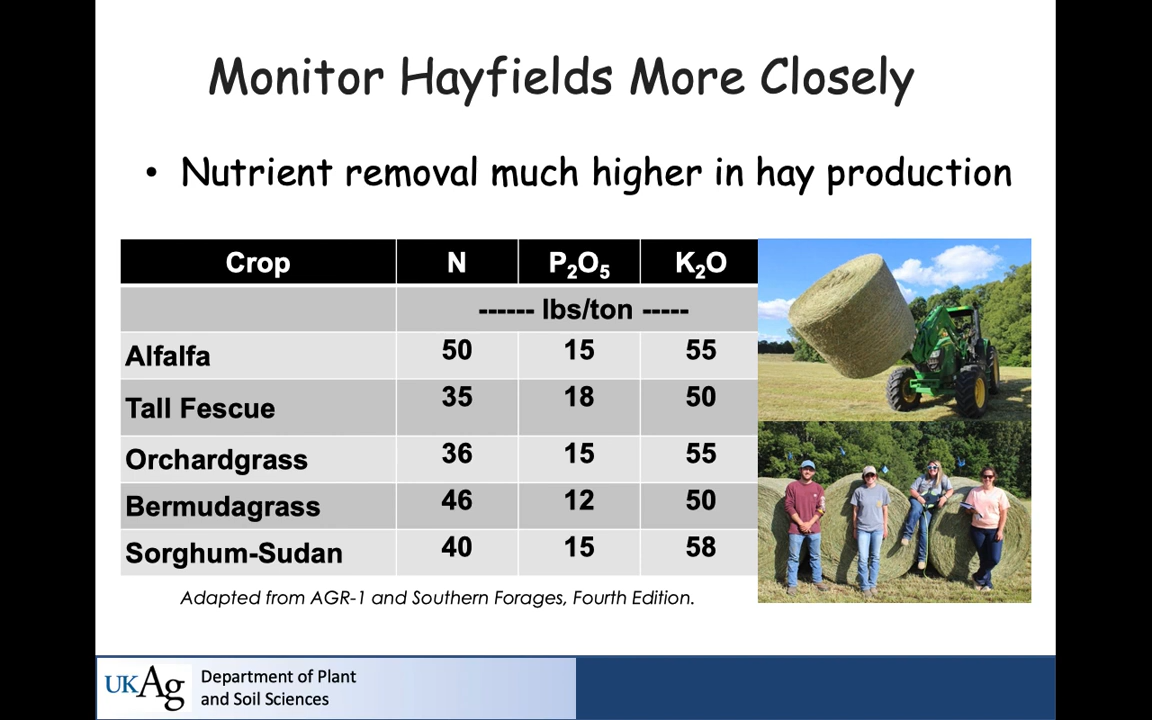 Monitor Hayfields More Closely
• Nutrient removal much higher in hay production
Crop N P₂O₅ K₂O
------ lbs/ton -----
Alfalfa 50 15 55
Tall Fescue 35 18 50
Orchardgrass 36 15 55
Bermudagrass 46 12 50
Sorghum-Sudan 40 15 58
Adapted from AGR-1 and Southern Forages, Fourth Edition.
UKAg
Department of Plant
and Soil Sciences